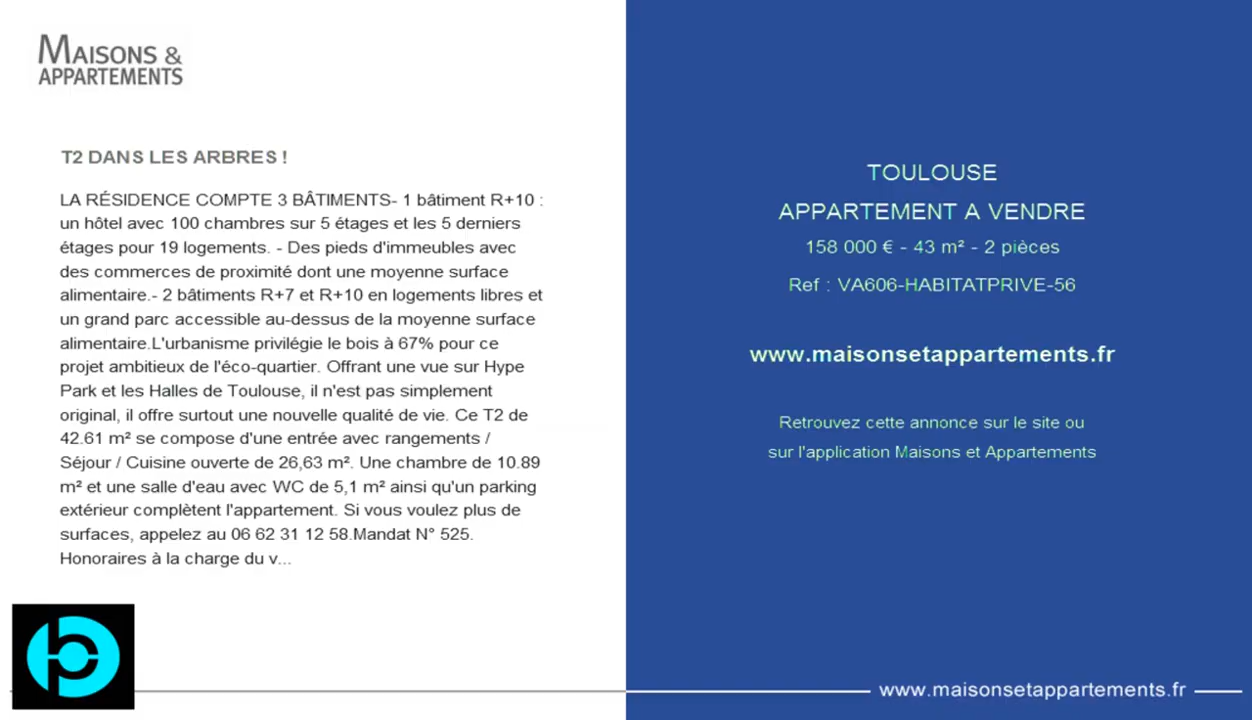 MAISONS &
APPARTEMENTS
T2 DANS LES ARBRES !
LA RÉSIDENCE COMPTE 3 BÂTIMENTS- 1 bâtiment R+10 :
un hôtel avec 100 chambres sur 5 étages et les 5 derniers
étages pour 19 logements. - Des pieds d'immeubles avec
des commerces de proximité dont une moyenne surface
alimentaire.- 2 bâtiments R+7 et R+10 en logements libres et
un grand parc accessible au-dessus de la moyenne surface
alimentaire.L'urbanisme privilégie le bois à 67% pour ce
projet ambitieux de l'éco-quartier. Offrant une vue sur Hype
Park et les Halles de Toulouse, il n'est pas simplement
original, il offre surtout une nouvelle qualité de vie. Ce T2 de
42.61 m² se compose d'une entrée avec rangements /
Séjour / Cuisine ouverte de 26,63 m². Une chambre de 10.89
m² et une salle d'eau avec WC de 5,1 m² ainsi qu'un parking
extérieur complètent l'appartement. Si vous voulez plus de
surfaces, appelez au 06 62 31 12 58.Mandat N° 525.
Honoraires à la charge du v...
TOULOUSE
APPARTEMENT A VENDRE
158 000 € - 43 m² - 2 pièces
Ref : VA606-HABITATPRIVE-56
www.maisonsetappartements.fr
Retrouvez cette annonce sur le site ou
sur l'application Maisons et Appartements
www.maisonsetappartements.fr